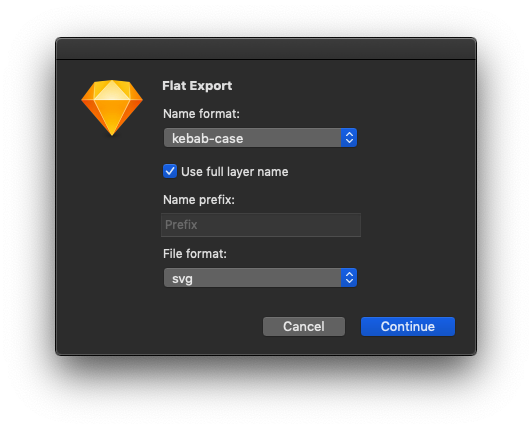 Flat Export
Name format:
kebab-case
Use full layer name
Name prefix:
Prefix
File format:
svg
Cancel
Continue